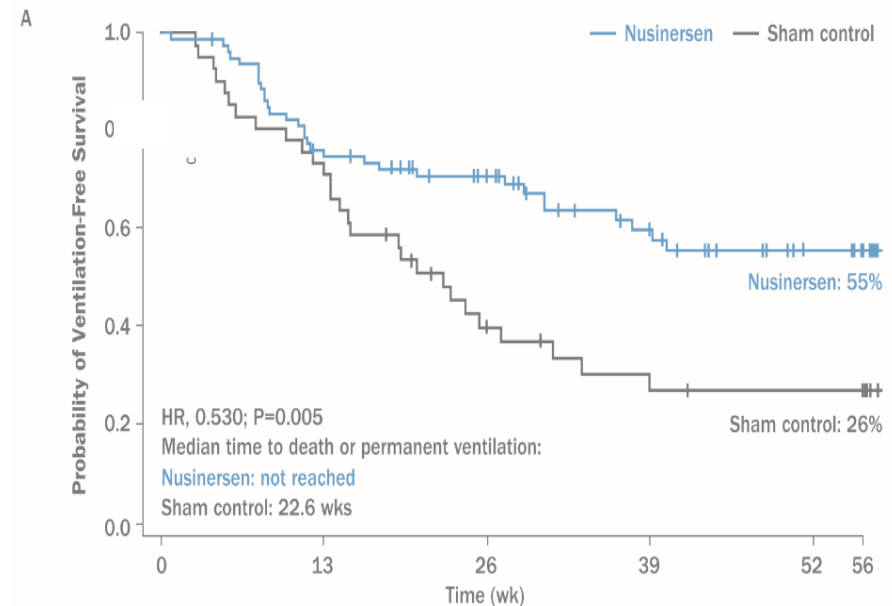 A
Nusinersen
Sham control
Probability of Ventilation-Free Survival
1.0
0
c
0.6
0.4
0.2
0.0
Nusinersen: 55%
Sham control: 26%
HR, 0.530; P=0.005
Median time to death or permanent ventilation:
Nusinersen: not reached
Sham control: 22.6 wks
0
13
26
39
52
56
Time (wk)